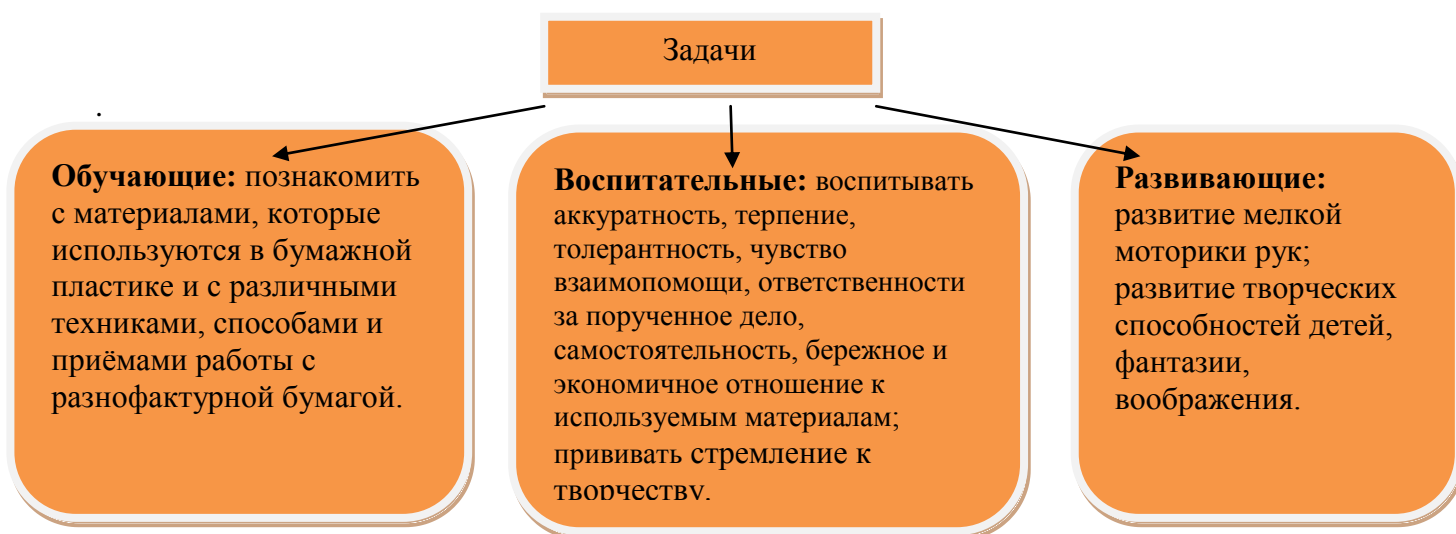 Задачи
.
Обучающие: познакомить
с материалами, которые
используются в бумажной
пластике и с различными
техниками, способами и
приёмами работы с
разнофактурной бумагой.
Воспитательные: воспитывать
аккуратность, терпение,
толерантность, чувство
взаимопомощи, ответственности
за порученное дело,
самостоятельность, бережное и
экономичное отношение к
используемым материалам;
прививать стремление к
творчеству.
Развивающие:
развитие мелкой
моторики рук;
развитие творческих
способностей детей,
фантазии,
воображения.